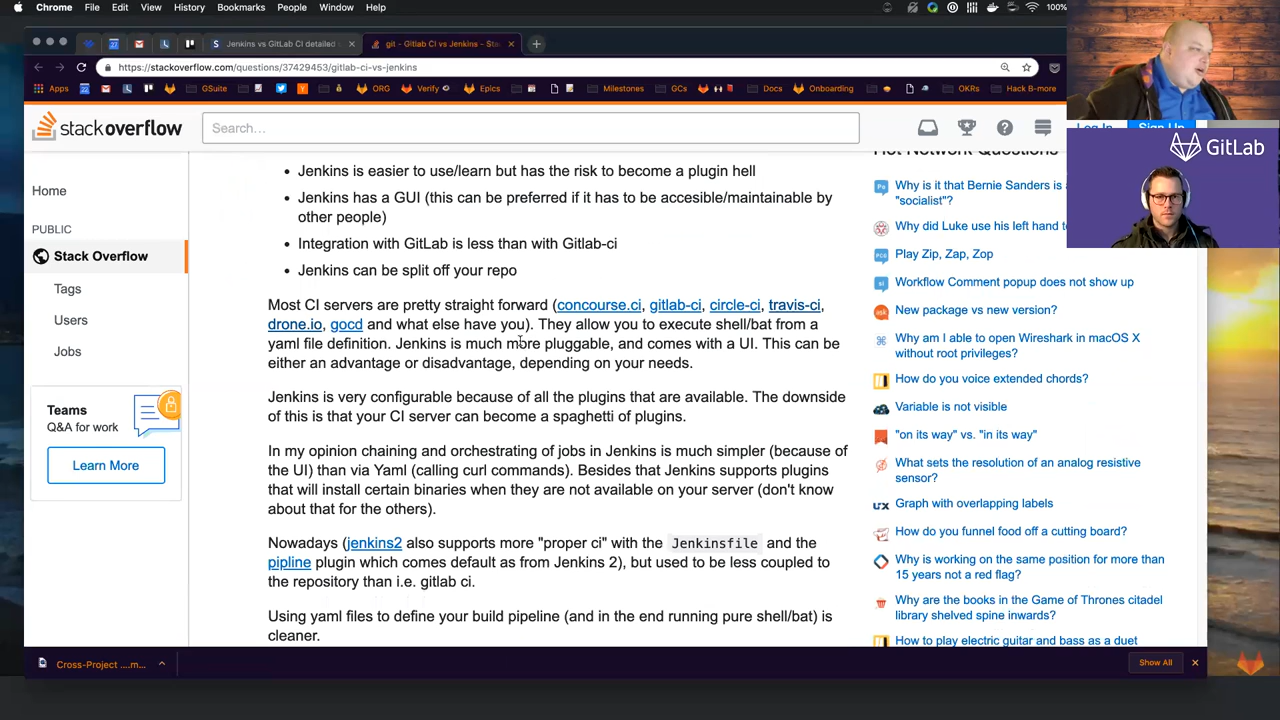 Chrome File Edit View History Bookmarks People Window Help 100%
Jenkins vs GitLab CI detailed
git - Gitlab CI vs Jenkins - Sta
https://stackoverflow.com/questions/37429453/gitlab-ci-vs-jenkins
Apps GSuite ORG Verify Epics Milestones GCs Docs Onboarding OKRs Hack B-more
stackoverflow
Search…
Log In Sign Up
GitLab
Home
PUBLIC
Stack Overflow
Tags
Users
Jobs
Teams
Q&A for work
Learn More
• Jenkins is easier to use/learn but has the risk to become a plugin hell
• Jenkins has a GUI (this can be preferred if it has to be accesible/maintainable by
other people)
• Integration with GitLab is less than with Gitlab-ci
• Jenkins can be split off your repo
Most CI servers are pretty straight forward (concourse.ci, gitlab-ci, circle-ci, travis-ci,
drone.io, gocd and what else have you). They allow you to execute shell/bat from a
yaml file definition. Jenkins is much more pluggable, and comes with a UI. This can be
either an advantage or disadvantage, depending on your needs.
Jenkins is very configurable because of all the plugins that are available. The downside
of this is that your CI server can become a spaghetti of plugins.
In my opinion chaining and orchestrating of jobs in Jenkins is much simpler (because of
the UI) than via Yaml (calling curl commands). Besides that Jenkins supports plugins
that will install certain binaries when they are not available on your server (don't know
about that for the others).
Nowadays (jenkins2 also supports more "proper ci" with the Jenkinsfile and the
pipline plugin which comes default as from Jenkins 2), but used to be less coupled to
the repository than i.e. gitlab ci.
Using yaml files to define your build pipeline (and in the end running pure shell/bat) is
cleaner.
Hot Network Questions
Why is it that Bernie Sanders is
"socialist"?
Why did Luke use his left hand
Play Zip, Zap, Zop
Workflow Comment popup does not show up
New package vs new version?
Why am I able to open Wireshark in macOS X
without root privileges?
How do you voice extended chords?
Variable is not visible
"on its way" vs. "in its way"
What sets the resolution of an analog resistive
sensor?
Graph with overlapping labels
How do you funnel food off a cutting board?
Why is working on the same position for more than
15 years not a red flag?
Why are the books in the Game of Thrones citadel
library shelved spine inwards?
How to play electric guitar and bass as a duet
Cross-Project ....m...
Show All